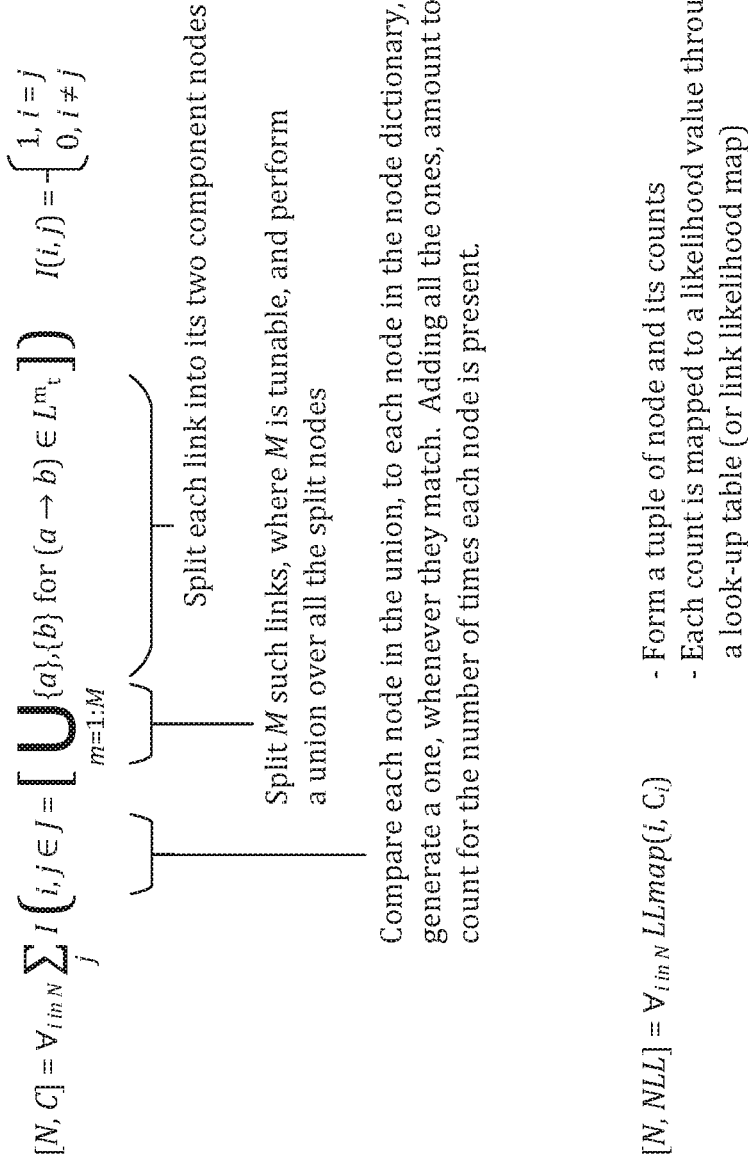 [N, C] = ∀_{i in N} ∑_j I (i, j ∈ J = [ ⋃_{m=1:M} {a},{b} for (a → b) ∈ L^m_t ]) I(i, j) = { 1, i = j
0, i ≠ j
Split each link into its two component nodes
Split M such links, where M is tunable, and perform
a union over all the split nodes
Compare each node in the union, to each node in the node dictionary,
generate a one, whenever they match. Adding all the ones, amount to
count for the number of times each node is present.
[N, NLL] = ∀_{i in N} LLmap(i, C_i)
- Form a tuple of node and its counts
- Each count is mapped to a likelihood value throu
a look-up table (or link likelihood map)